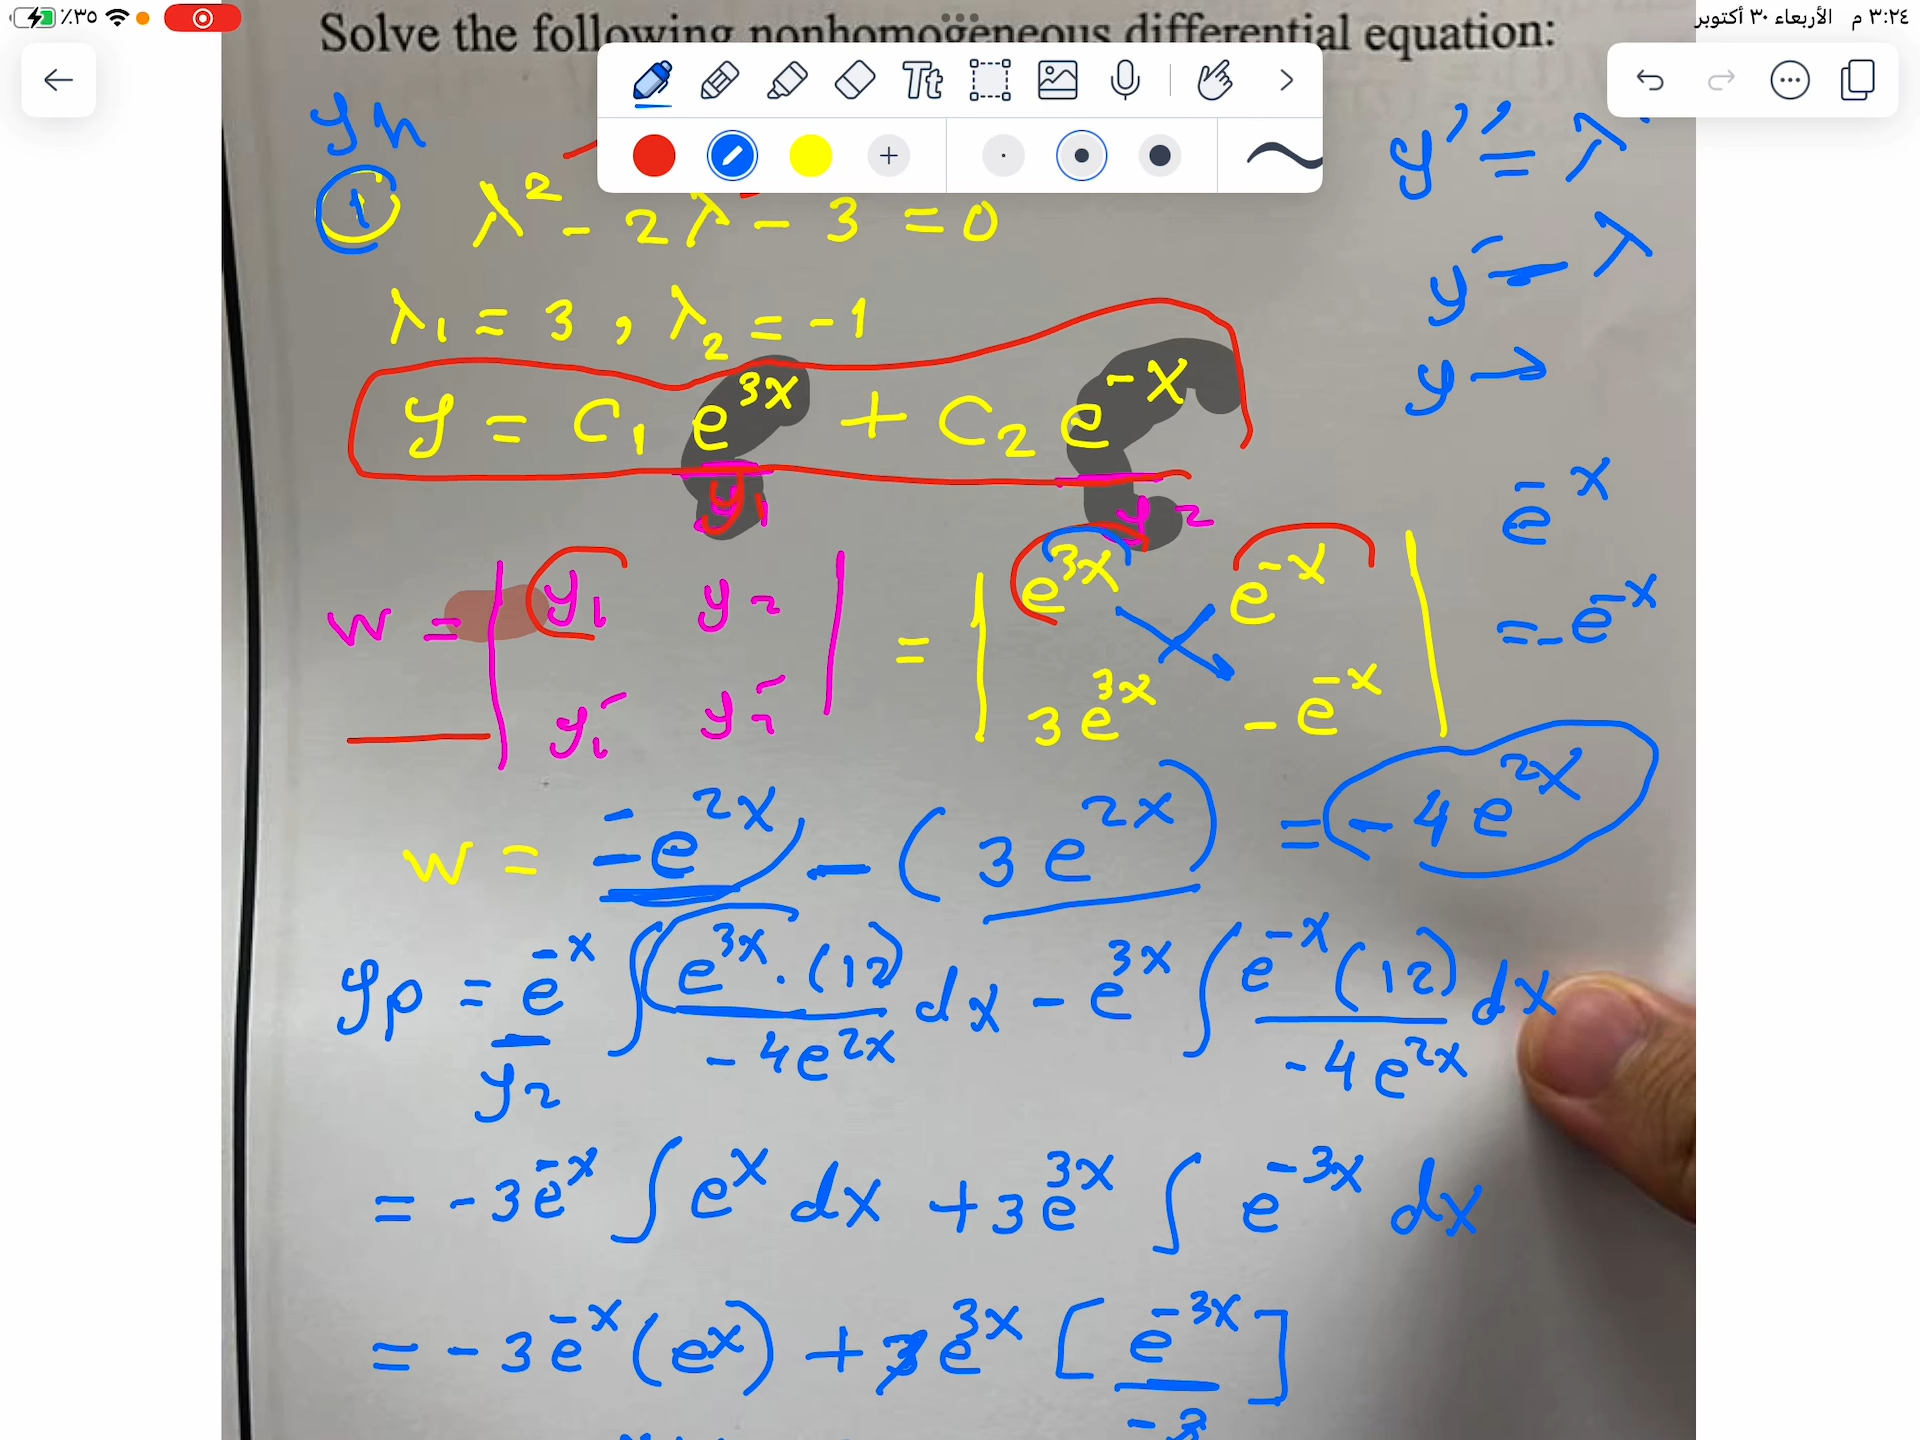 ٪٣٥
٣:٢٤ م الأربعاء ٣٠ أكتوبر
Solve the following nonhomogeneous differential equation:
Tt
yh
y'' = λ
① λ² - 2λ - 3 = 0
y' - λ
λ₁ = 3 , λ₂ = -1
y →
y = C₁ e^3x + C₂ e^-x
y₁ y₂
e^-x
w = | y₁ y₂ | = | e^3x e^-x |
= -e^-x
| y₁' y₂' | | 3e^3x -e^-x |
w = -e^2x - (3e^2x) = -4e^2x
yp = e^-x ∫ e^3x.(12) / -4e^2x dx - e^3x ∫ e^-x(12) / -4e^2x dx
y₂
= -3e^-x ∫ e^x dx + 3e^3x ∫ e^-3x dx
= -3e^-x (e^x) + 3e^3x [ e^-3x / -3 ]